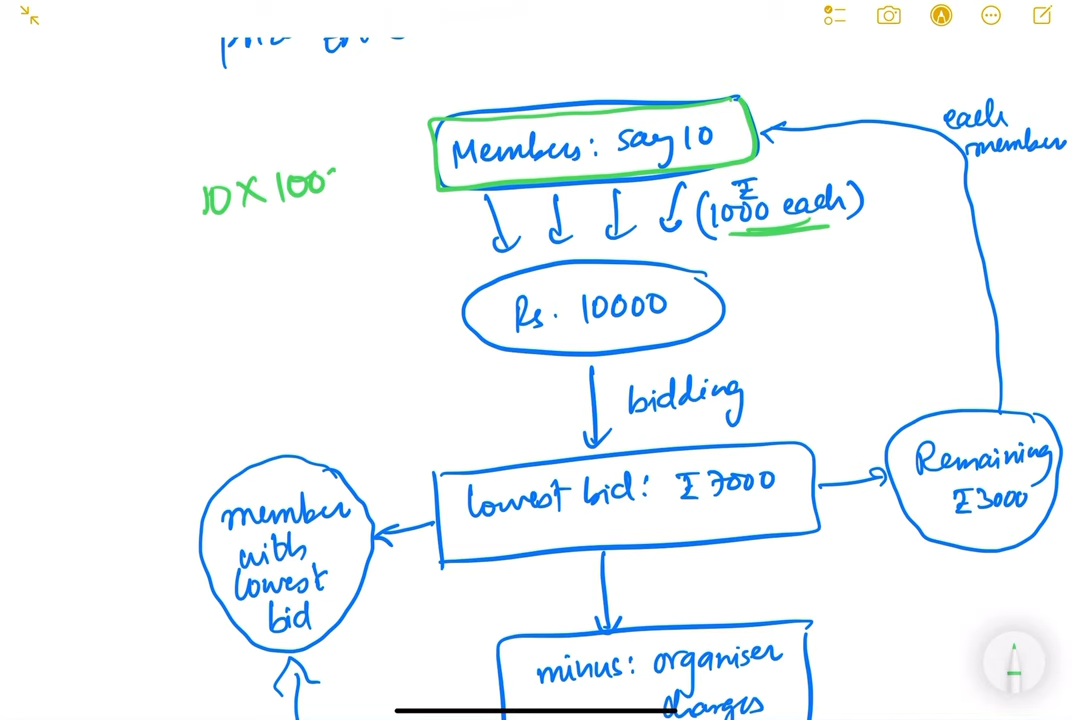 Members: say 10
10 X 100
(₹ 1000 each)
each
member
Rs. 10000
bidding
lowest bid: ₹ 7000
Remaining
₹ 3000
member
with
lowest
bid
minus: organiser
charges